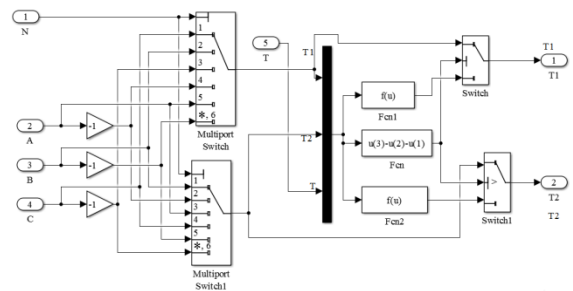 1
N
1
2
3
4
5
*, 6
Multiport
Switch
5
T
T1
T2
T
2
A
-1
3
B
-1
4
C
-1
1
2
3
4
5
*, 6
Multiport
Switch1
f(u)
Fcn1
u(3)-u(2)-u(1)
Fcn
f(u)
Fcn2
Switch
>
Switch1
T1
1
T1
2
T2
T2